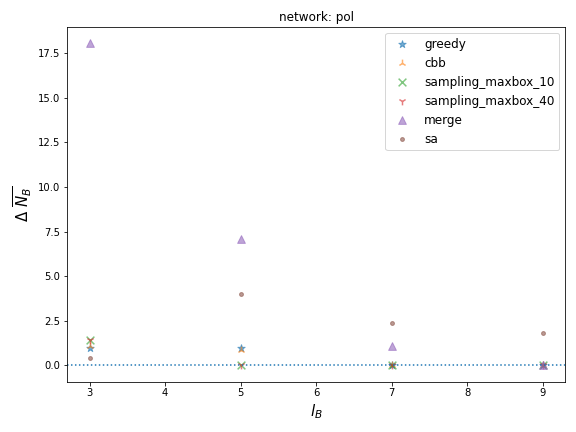 network: pol
greedy
cbb
sampling_maxbox_10
sampling_maxbox_40
merge
sa
17.5
15.0
12.5
10.0
7.5
5.0
2.5
0.0
Δ N_B
3 4 5 6 7 8 9
l_B